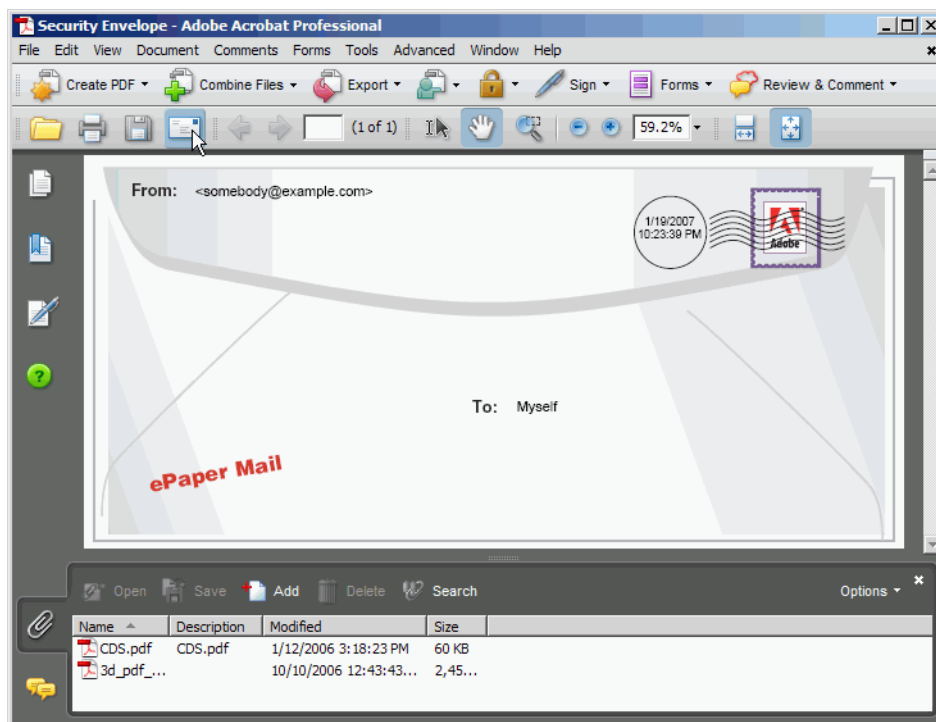 Security Envelope - Adobe Acrobat Professional
File Edit View Document Comments Forms Tools Advanced Window Help
Create PDF Combine Files Export Sign Forms Review & Comment
(1 of 1) 59.2%
From: <somebody@example.com>
1/19/2007
10:23:39 PM
Adobe
To: Myself
ePaper Mail
Open Save Add Delete Search Options
Name Description Modified Size
CDS.pdf CDS.pdf 1/12/2006 3:18:23 PM 60 KB
3d_pdf_... 10/10/2006 12:43:43... 2,45...